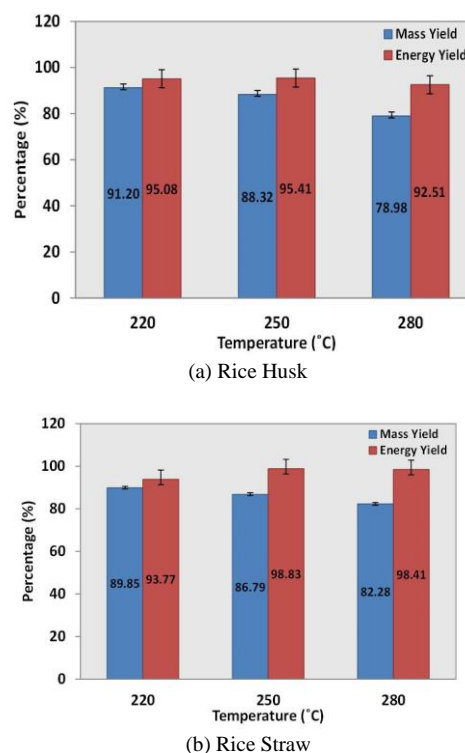 120
100
80
60
40
20
0
Percentage (%)
Mass Yield
Energy Yield
91.20 95.08 88.32 95.41 78.98 92.51
220 250 280
Temperature (˚C)
(a) Rice Husk
120
100
80
60
40
20
0
Percentage (%)
Mass Yield
Energy Yield
89.85 93.77 86.79 98.83 82.28 98.41
220 250 280
Temperature (˚C)
(b) Rice Straw